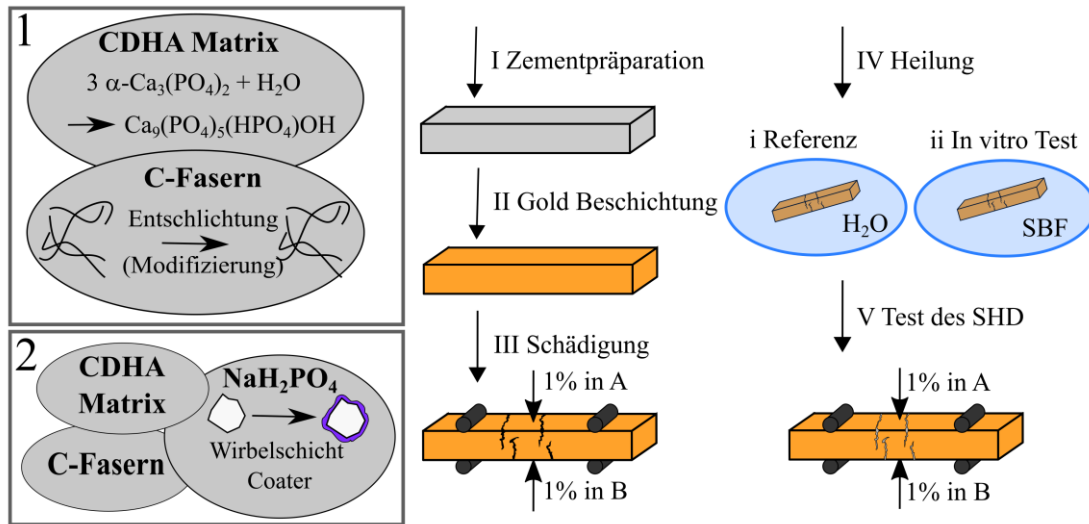 1
CDHA Matrix
3 α-Ca₃(PO₄)₂ + H₂O
Ca₉(PO₄)₅(HPO₄)OH
C-Fasern
Entschlichtung
(Modifizierung)
2
CDHA
Matrix
C-Fasern
NaH₂PO₄
Wirbelschicht
Coater
I Zementpräparation
II Gold Beschichtung
III Schädigung
1% in A
1% in B
IV Heilung
i Referenz
H₂O
ii In vitro Test
SBF
V Test des SHD
1% in A
1% in B